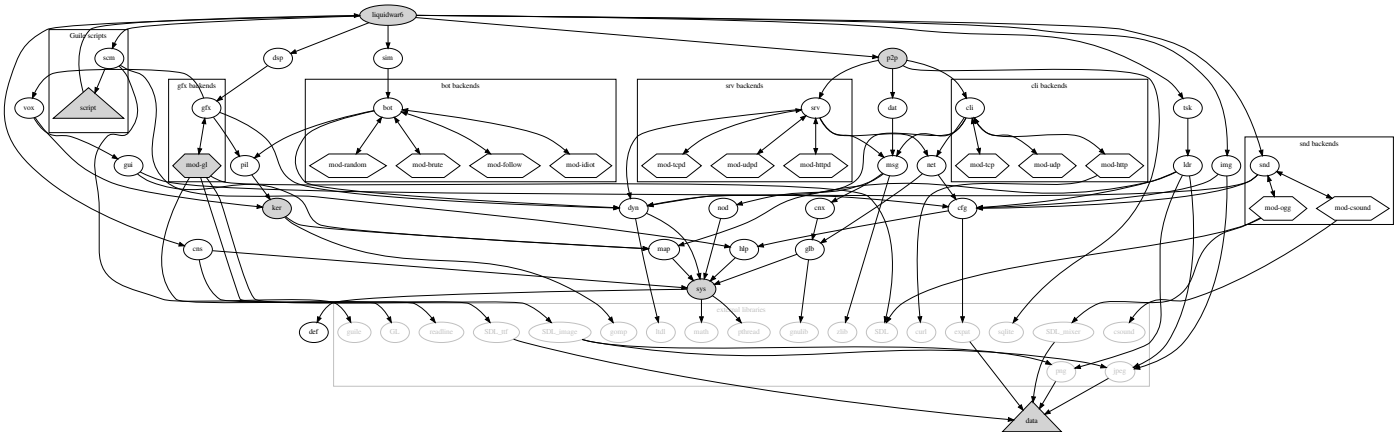 liquidwar6
Guile scripts
scm
dsp
sim
p2p
gfx backends
bot backends
srv backends
cli backends
vox
script
gfx
bot
srv
dat
cli
tsk
snd backends
gui
mod-gl
pil
mod-random
mod-brute
mod-follow
mod-idiot
mod-tcpd
mod-udpd
mod-httpd
msg
net
mod-tcp
mod-udp
mod-http
ldr
img
snd
ker
dyn
nod
cnx
cfg
mod-ogg
mod-csound
cns
map
hlp
glb
sys
external libraries
def
guile
GL
readline
SDL_ttf
SDL_image
gomp
ltdl
math
pthread
gmlib
zlib
SDL
curl
expat
sqlite
SDL_mixer
csound
png
jpeg
data